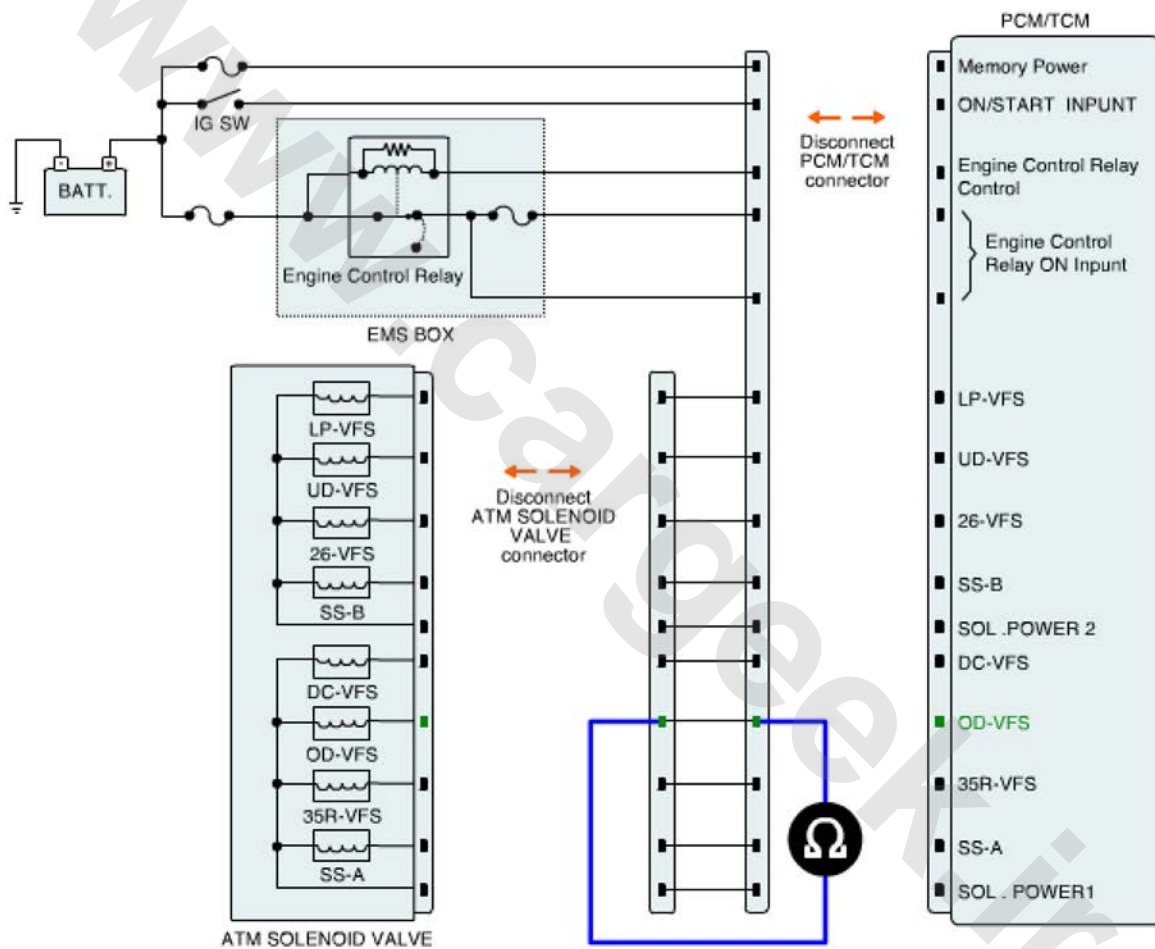 PCM/TCM
Memory Power
ON/START INPUNT
IG SW
Disconnect
PCM/TCM
connector
Engine Control Relay
Control
- +
BATT.
Engine Control
Relay ON Inpunt
Engine Control Relay
EMS BOX
LP-VFS
UD-VFS
26-VFS
SS-B
DC-VFS
OD-VFS
35R-VFS
SS-A
ATM SOLENOID VALVE
Disconnect
ATM SOLENOID
VALVE
connector
Ω
LP-VFS
UD-VFS
26-VFS
SS-B
SOL .POWER 2
DC-VFS
OD-VFS
35R-VFS
SS-A
SOL . POWER1
www.cargeek.ir